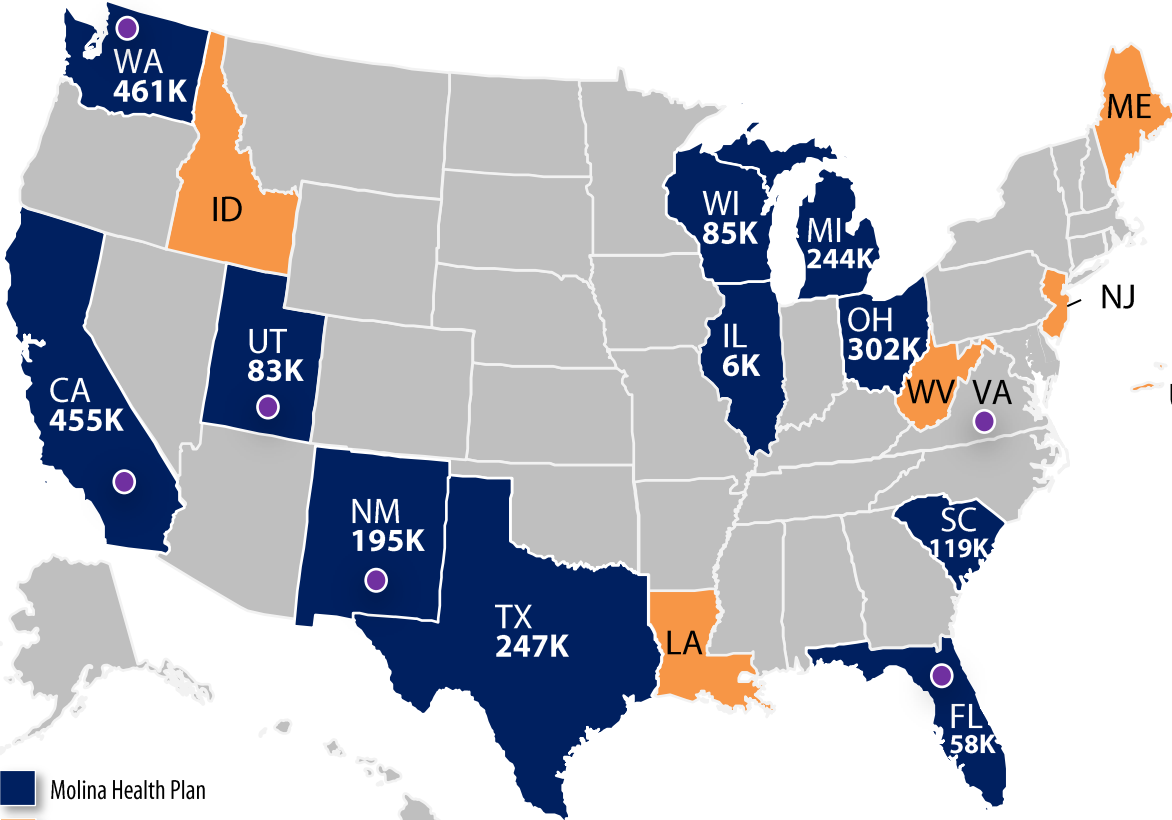 WA
461K
ME
ID
WI
85K
MI
244K
NJ
OH
302K
UT
83K
IL
6K
CA
455K
WV
VA
NM
195K
SC
119K
TX
247K
LA
FL
58K
Molina Health Plan